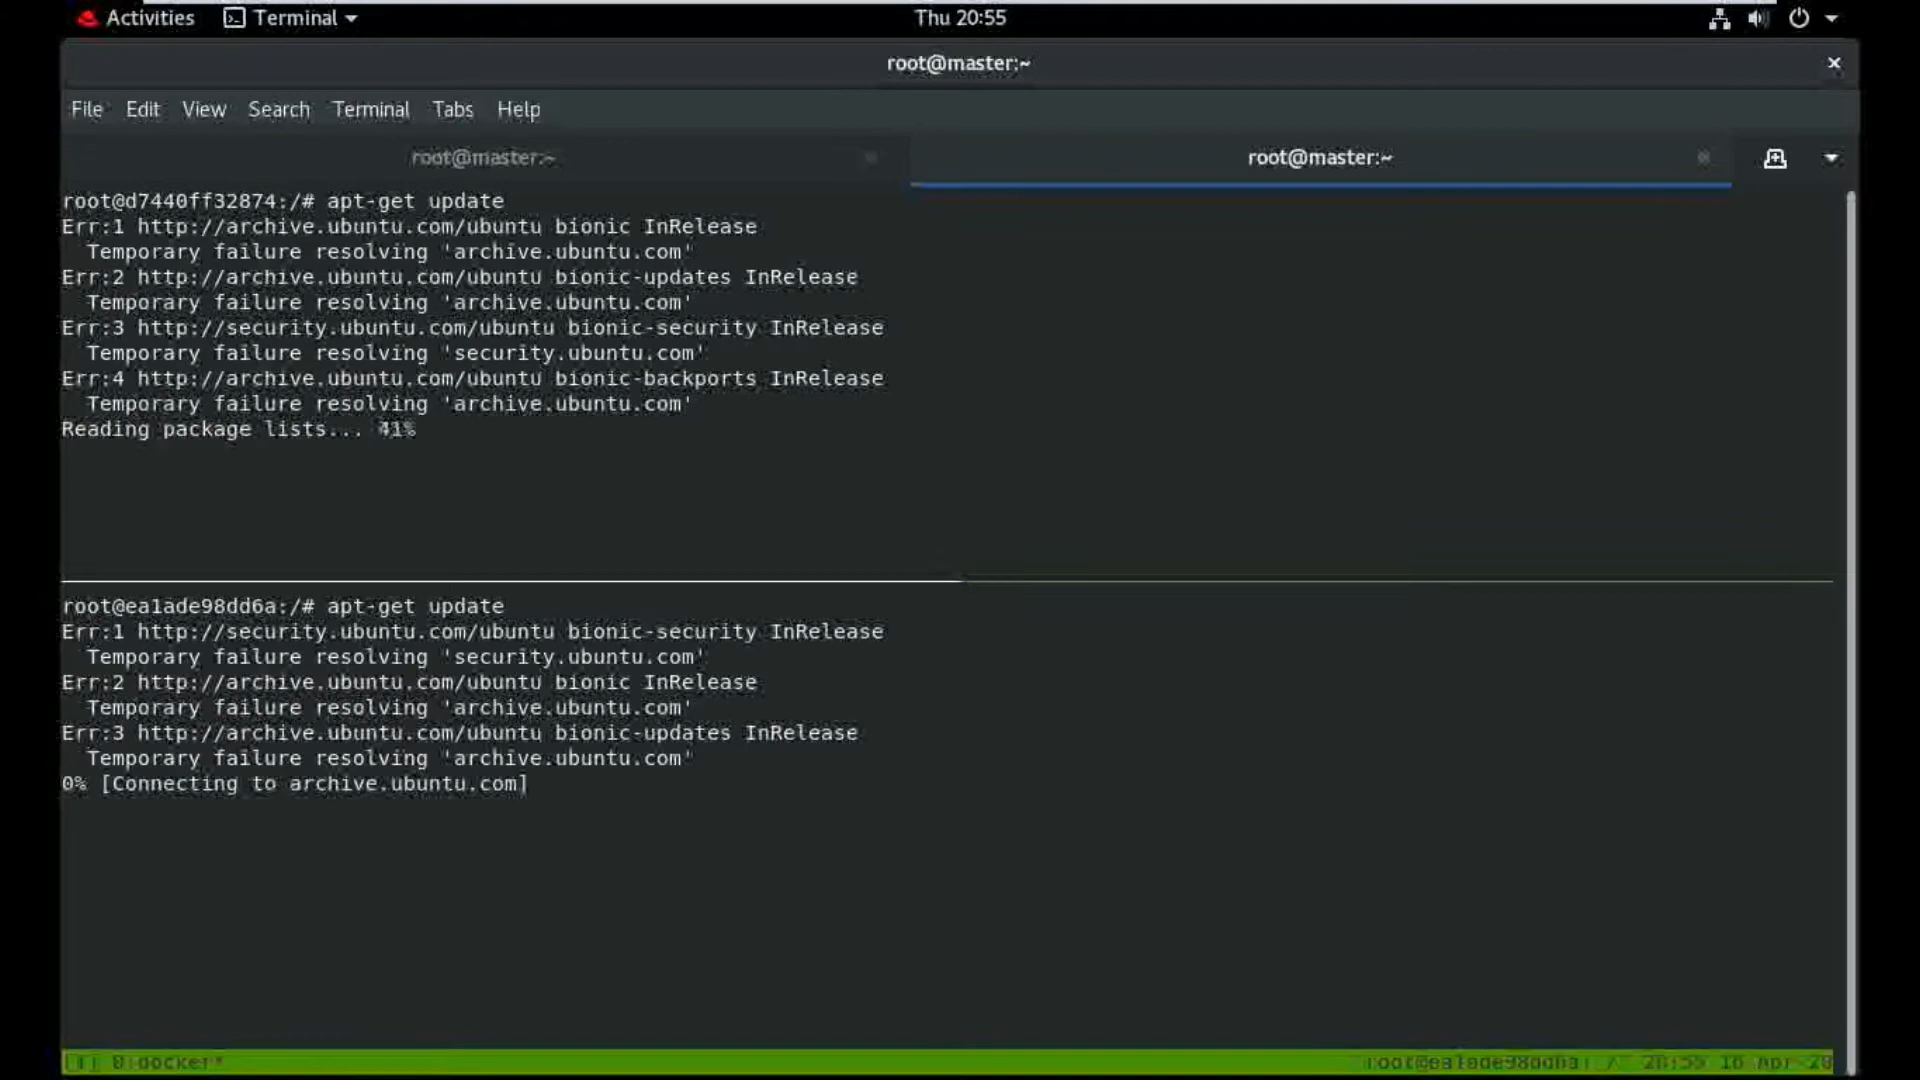 Activities Terminal Thu 20:55
root@master:~
File Edit View Search Terminal Tabs Help
root@master:~ root@master:~
root@d7440ff32874:/# apt-get update
Err:1 http://archive.ubuntu.com/ubuntu bionic InRelease
  Temporary failure resolving 'archive.ubuntu.com'
Err:2 http://archive.ubuntu.com/ubuntu bionic-updates InRelease
  Temporary failure resolving 'archive.ubuntu.com'
Err:3 http://security.ubuntu.com/ubuntu bionic-security InRelease
  Temporary failure resolving 'security.ubuntu.com'
Err:4 http://archive.ubuntu.com/ubuntu bionic-backports InRelease
  Temporary failure resolving 'archive.ubuntu.com'
Reading package lists... 41%
root@ea1ade98dd6a:/# apt-get update
Err:1 http://security.ubuntu.com/ubuntu bionic-security InRelease
  Temporary failure resolving 'security.ubuntu.com'
Err:2 http://archive.ubuntu.com/ubuntu bionic InRelease
  Temporary failure resolving 'archive.ubuntu.com'
Err:3 http://archive.ubuntu.com/ubuntu bionic-updates InRelease
  Temporary failure resolving 'archive.ubuntu.com'
0% [Connecting to archive.ubuntu.com]
0:docker* root@ea1ade98dd6a: / 20:55 16 Apr 20